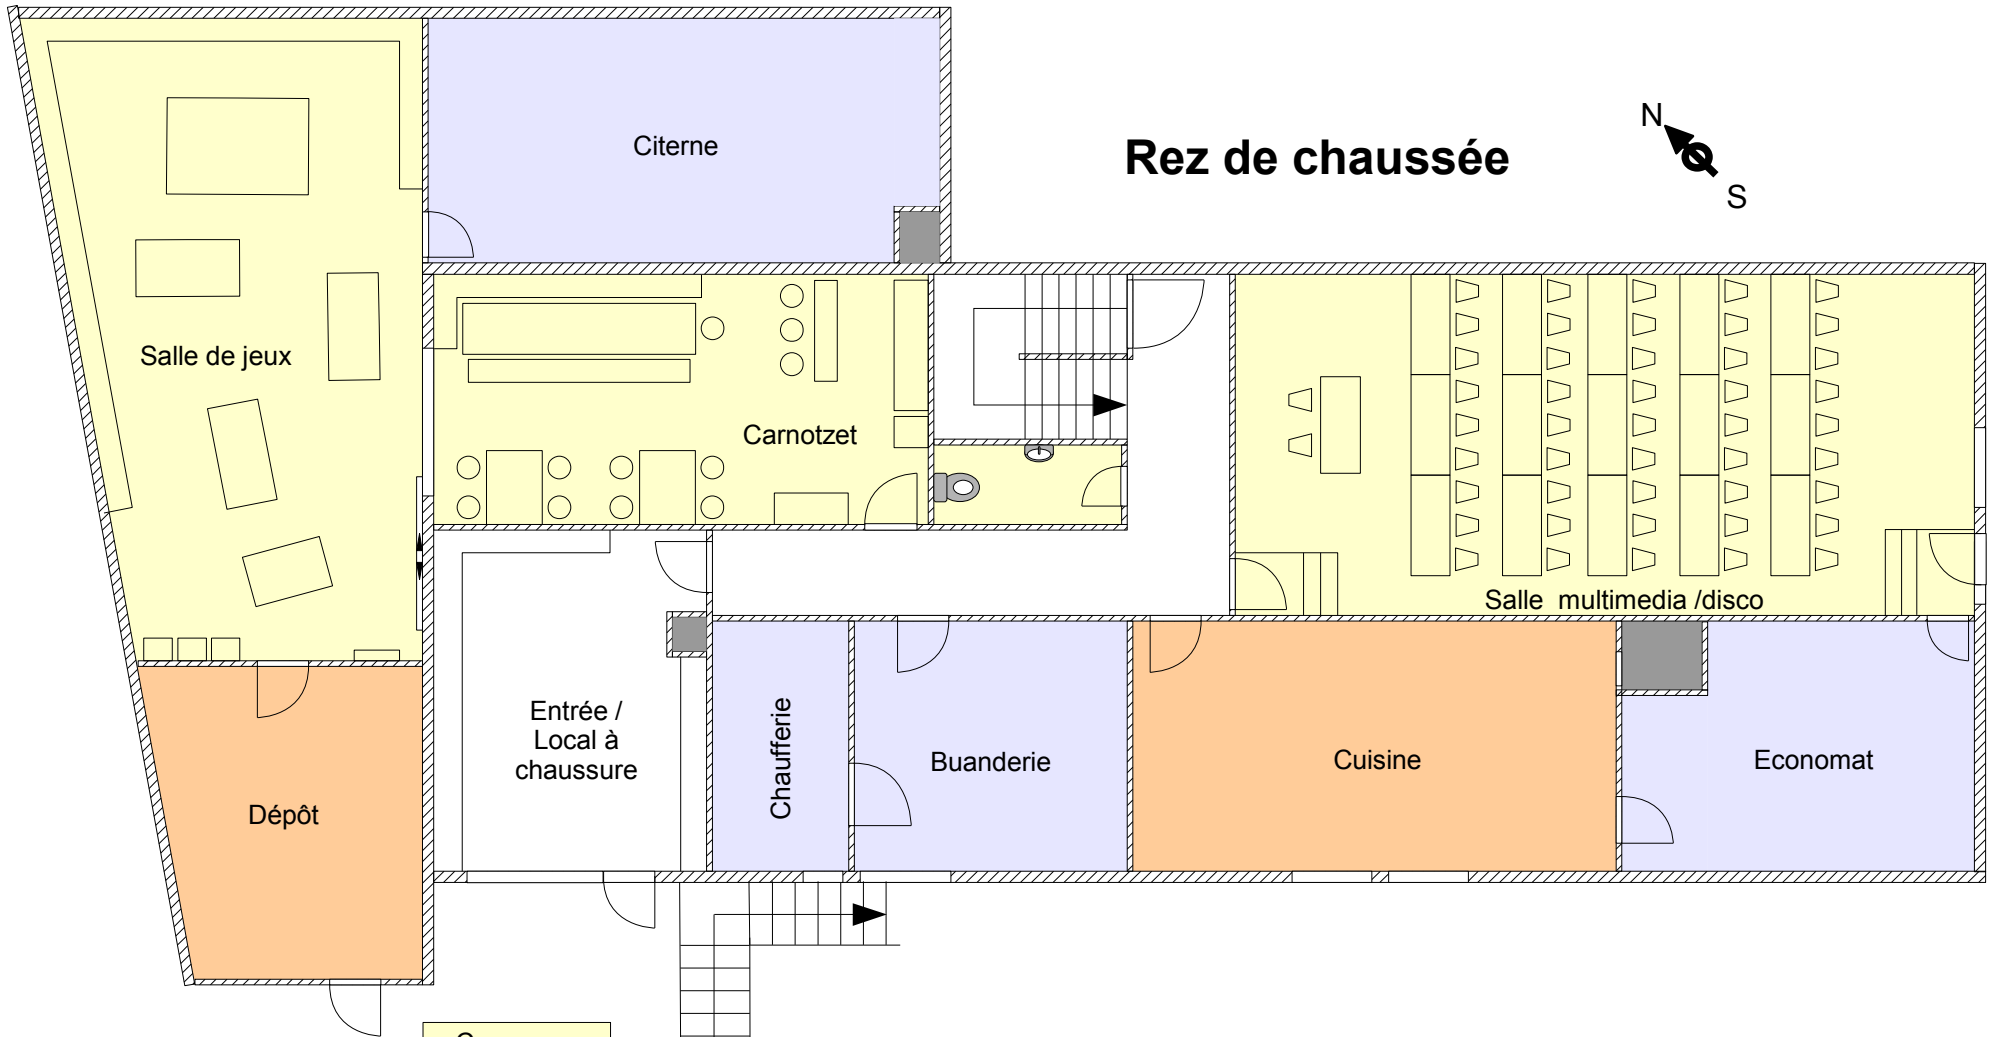 Citerne
Rez de chaussée
N
S
Salle de jeux
Carnotzet
Salle multimedia /disco
Entrée /
Local à
chaussure
Chaufferie
Buanderie
Cuisine
Economat
Dépôt